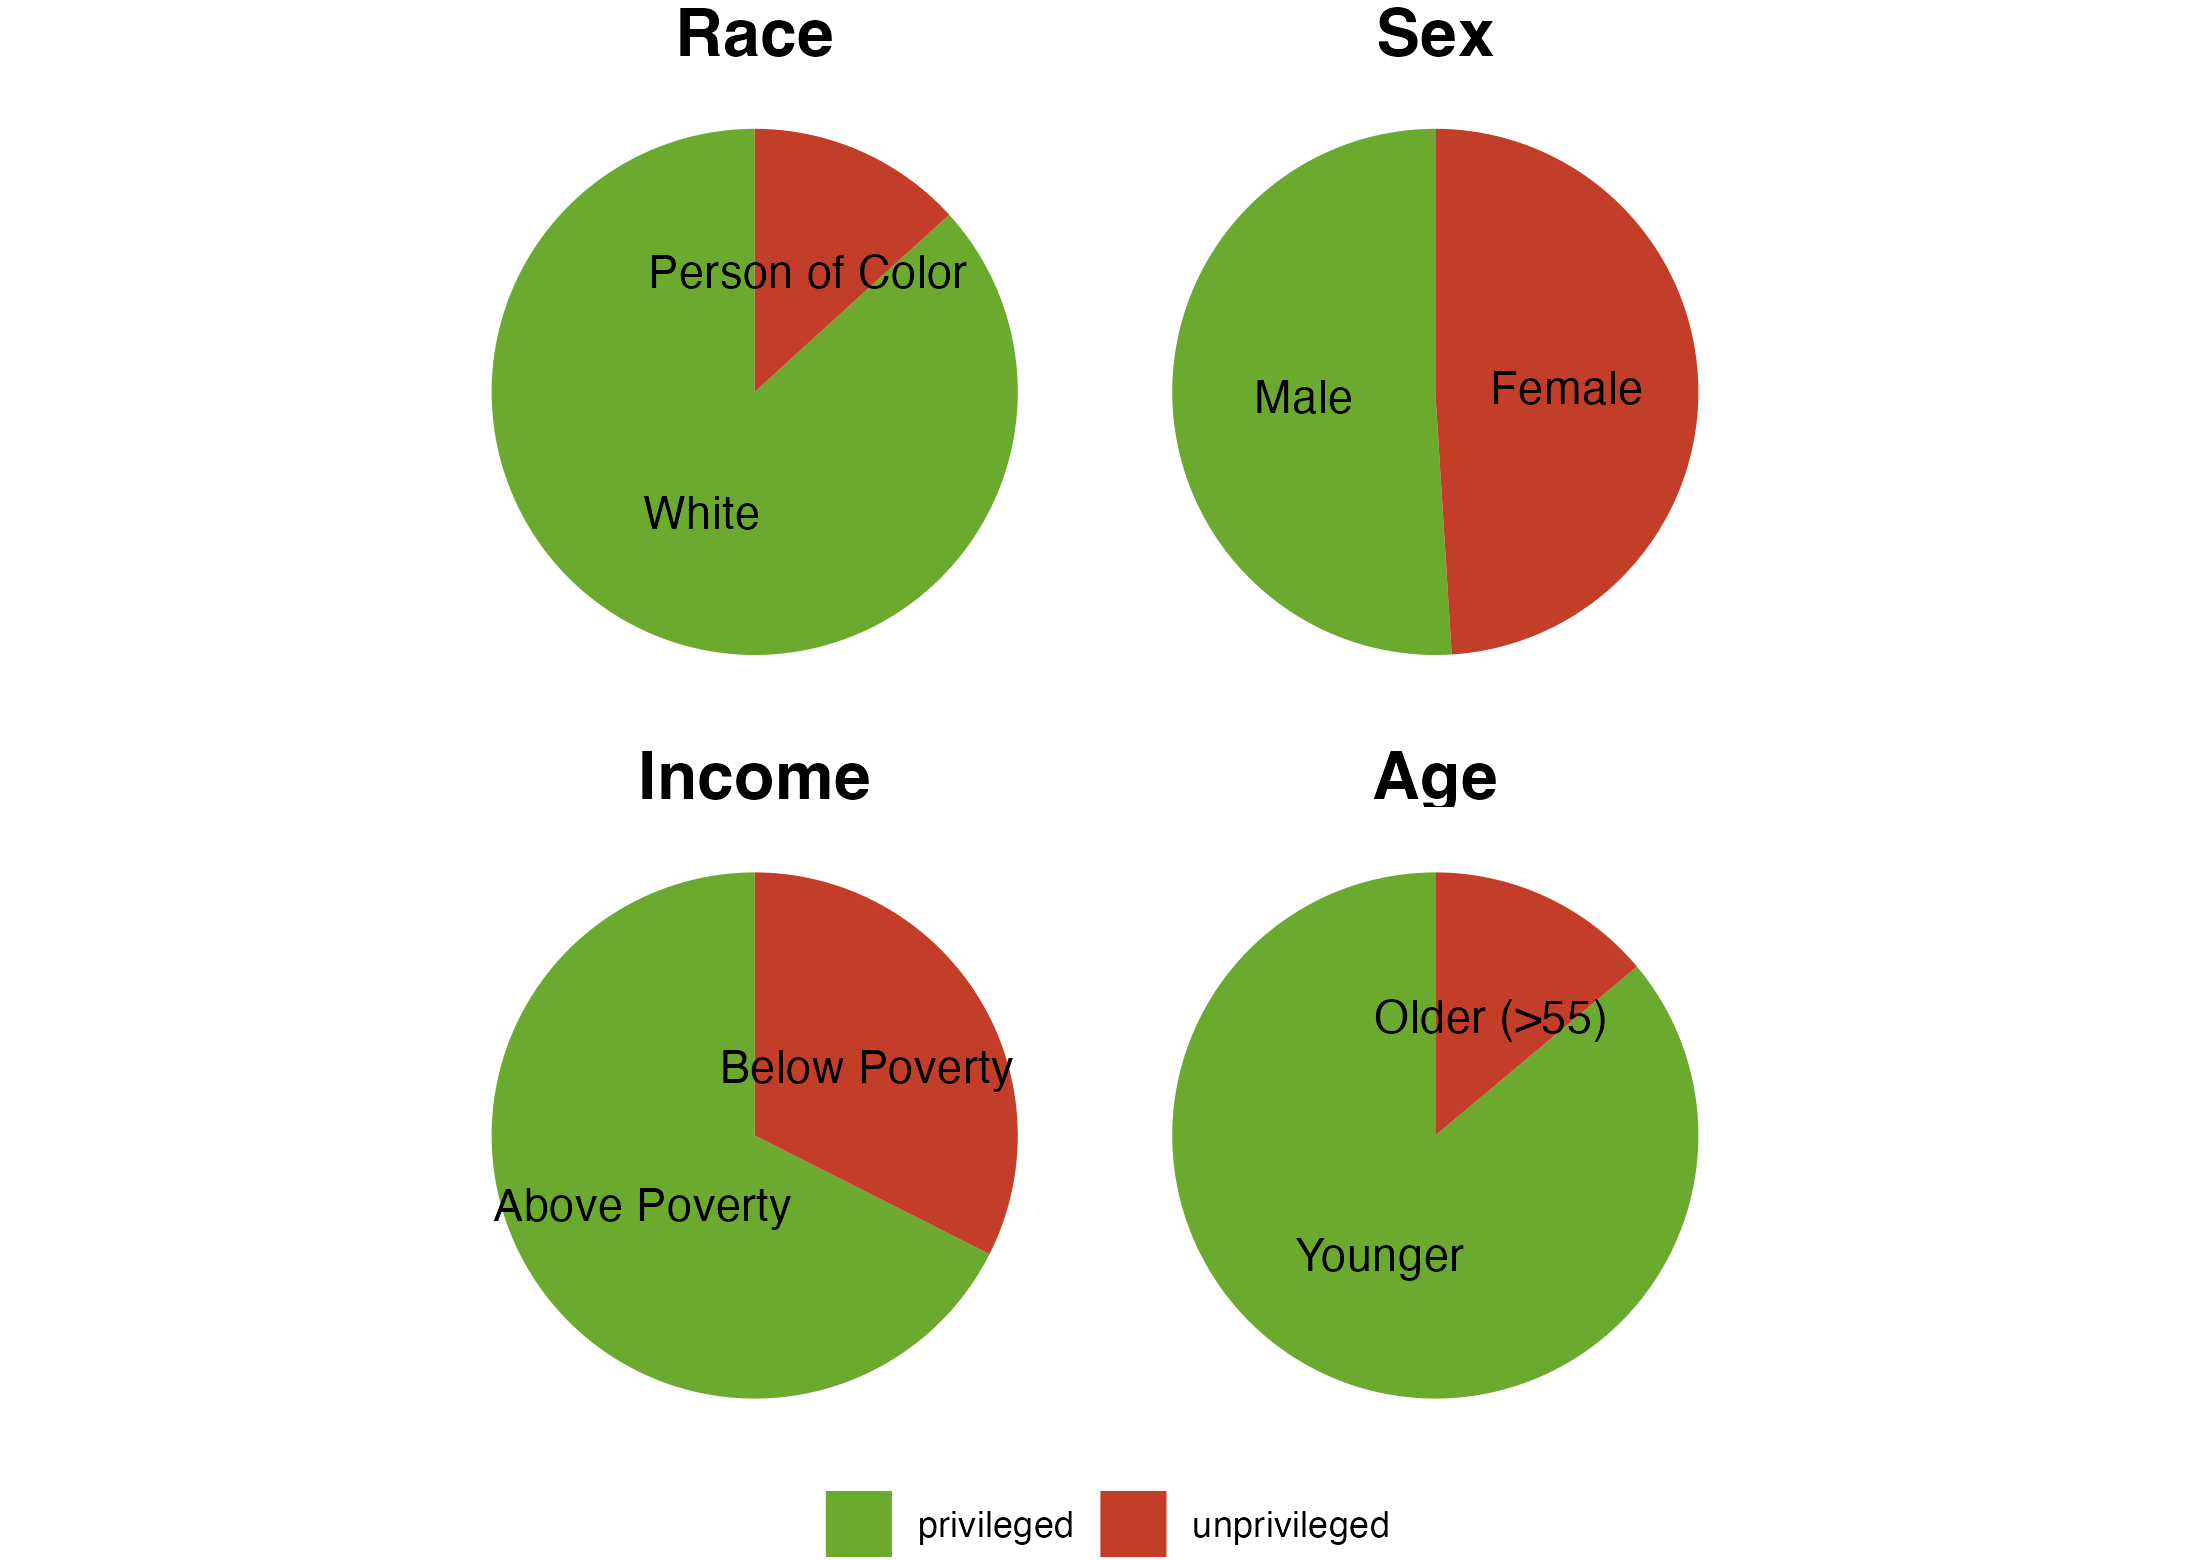 Race
Sex
Person of Color
White
Male
Female
Income
Age
Below Poverty
Above Poverty
Older (>55)
Younger
privileged
unprivileged